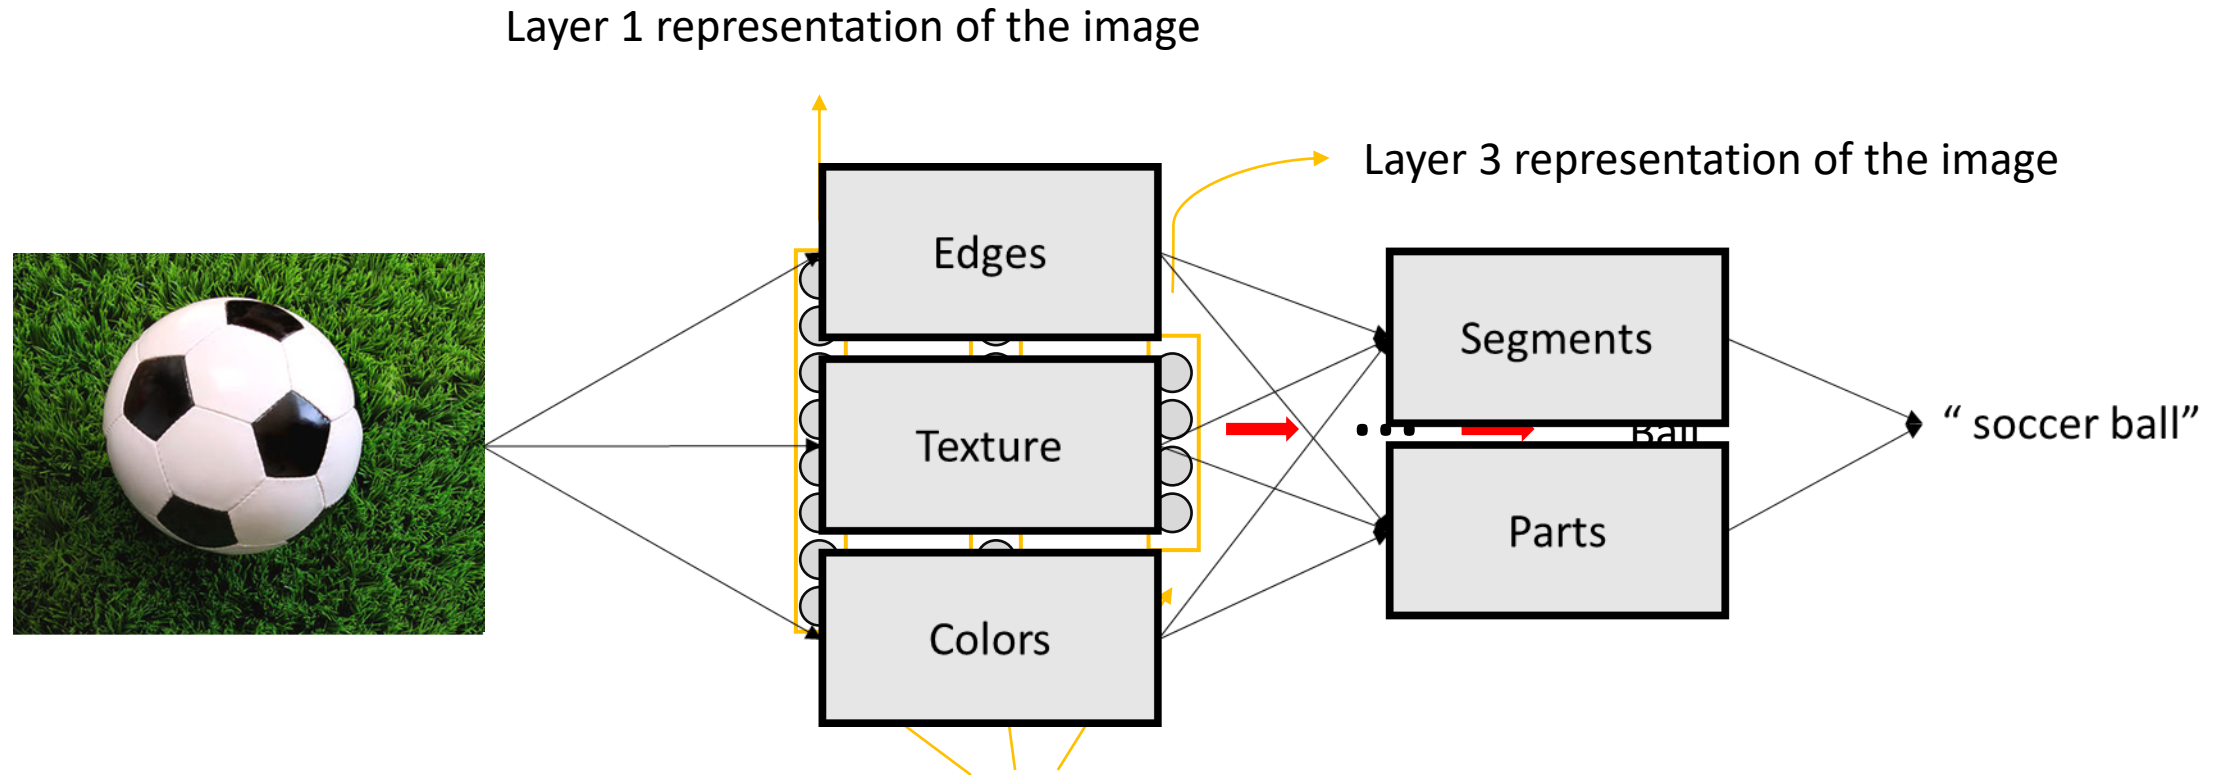 Layer 1 representation of the image
Layer 3 representation of the image
Edges
Segments
Texture
...
Ball
“ soccer ball”
Parts
Colors